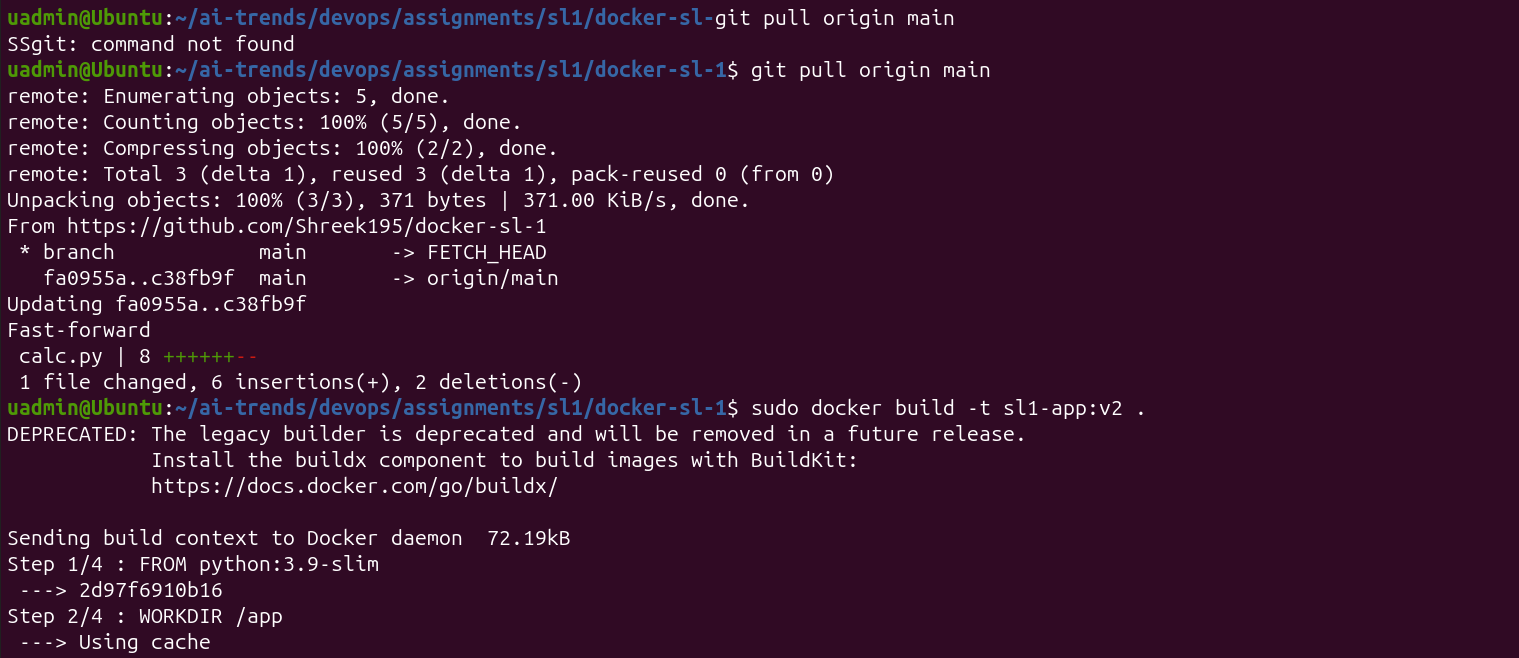 uadmin@Ubuntu:~/ai-trends/devops/assignments/sl1/docker-sl-git pull origin main
SSgit: command not found
uadmin@Ubuntu:~/ai-trends/devops/assignments/sl1/docker-sl-1$ git pull origin main
remote: Enumerating objects: 5, done.
remote: Counting objects: 100% (5/5), done.
remote: Compressing objects: 100% (2/2), done.
remote: Total 3 (delta 1), reused 3 (delta 1), pack-reused 0 (from 0)
Unpacking objects: 100% (3/3), 371 bytes | 371.00 KiB/s, done.
From https://github.com/Shreek195/docker-sl-1
 * branch            main       -> FETCH_HEAD
   fa0955a..c38fb9f  main       -> origin/main
Updating fa0955a..c38fb9f
Fast-forward
 calc.py | 8 ++++++--
 1 file changed, 6 insertions(+), 2 deletions(-)
uadmin@Ubuntu:~/ai-trends/devops/assignments/sl1/docker-sl-1$ sudo docker build -t sl1-app:v2 .
DEPRECATED: The legacy builder is deprecated and will be removed in a future release.
            Install the buildx component to build images with BuildKit:
            https://docs.docker.com/go/buildx/

Sending build context to Docker daemon  72.19kB
Step 1/4 : FROM python:3.9-slim
 ---> 2d97f6910b16
Step 2/4 : WORKDIR /app
 ---> Using cache